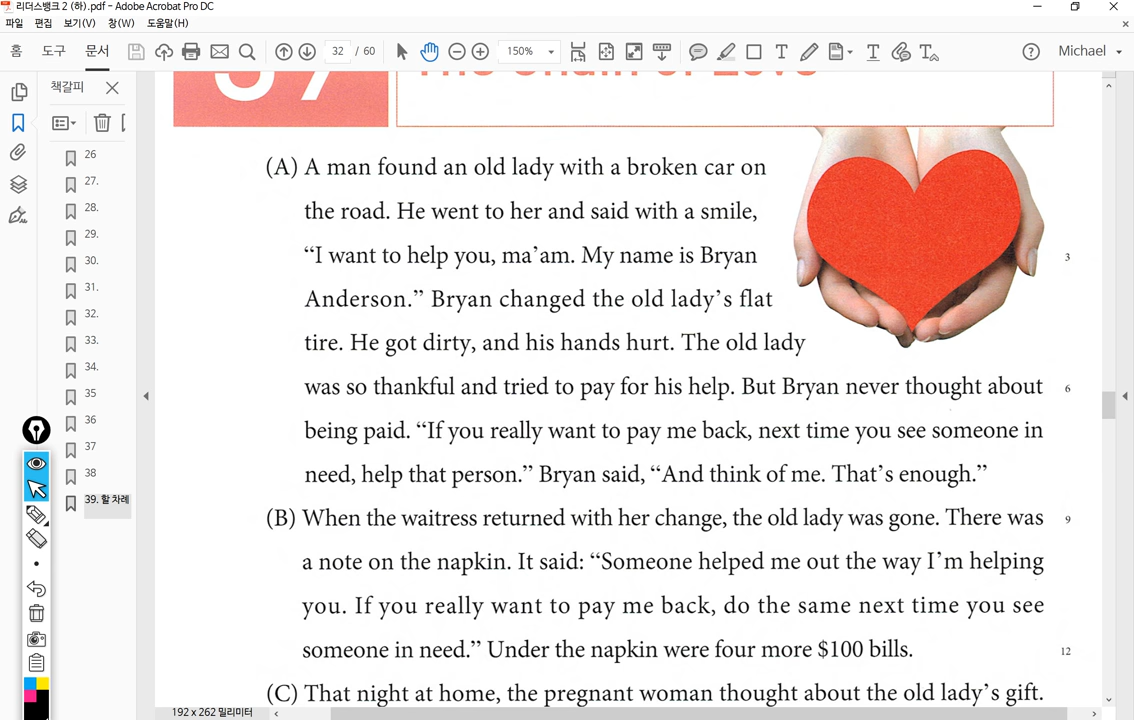 리더스뱅크 2 (하).pdf - Adobe Acrobat Pro DC
파일 편집 보기(V) 창(W) 도움말(H)
홈 도구 문서 32 / 60 150% Michael
책갈피
26
27.
28.
29.
30.
31.
32.
33.
34.
35
36
37
38
39. 할 차례
37
The Chain of Love
(A) A man found an old lady with a broken car on
the road. He went to her and said with a smile,
“I want to help you, ma’am. My name is Bryan 3
Anderson.” Bryan changed the old lady’s flat
tire. He got dirty, and his hands hurt. The old lady
was so thankful and tried to pay for his help. But Bryan never thought about 6
being paid. “If you really want to pay me back, next time you see someone in
need, help that person.” Bryan said, “And think of me. That’s enough.”
(B) When the waitress returned with her change, the old lady was gone. There was 9
a note on the napkin. It said: “Someone helped me out the way I’m helping
you. If you really want to pay me back, do the same next time you see
someone in need.” Under the napkin were four more $100 bills. 12
(C) That night at home, the pregnant woman thought about the old lady’s gift.
192 x 262 밀리미터